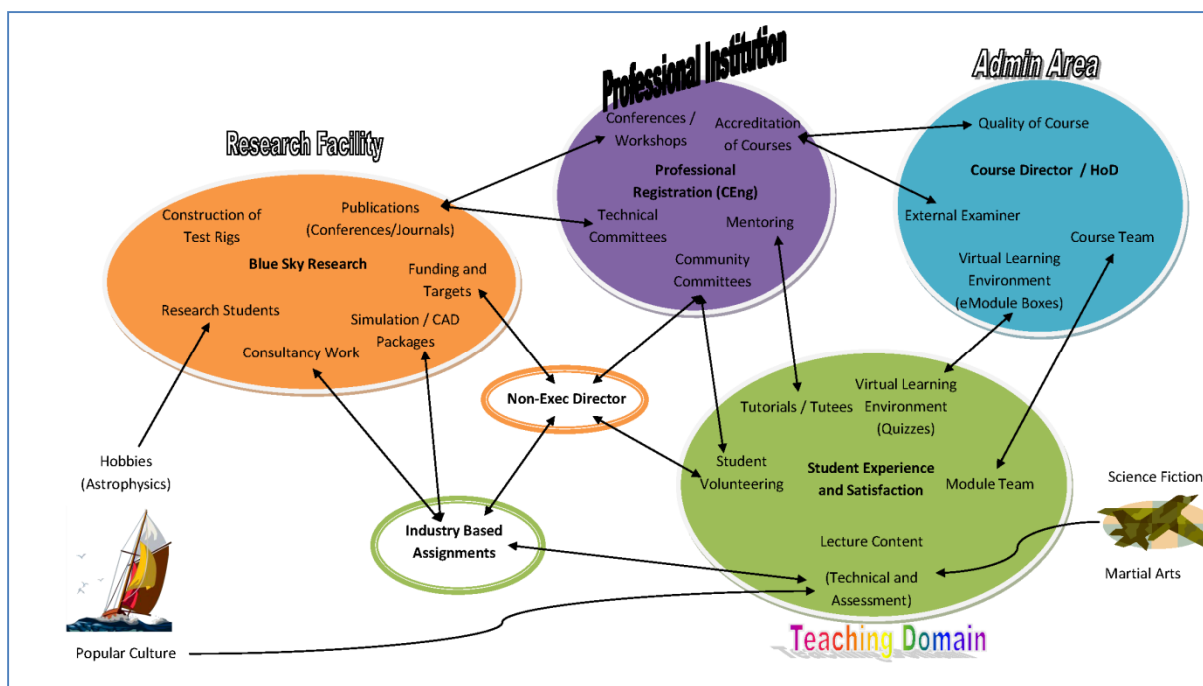 Research Facility
Construction of
Test Rigs
Publications
(Conferences/Journals)
Blue Sky Research
Funding and
Targets
Research Students
Simulation / CAD
Packages
Consultancy Work
Professional Institution
Conferences /
Workshops
Accreditation
of Courses
Professional
Registration (CEng)
Technical
Committees
Mentoring
Community
Committees
Admin Area
Quality of Course
Course Director / HoD
External Examiner
Course Team
Virtual Learning
Environment
(eModule Boxes)
Non-Exec Director
Industry Based
Assignments
Tutorials / Tutees
Virtual Learning
Environment
(Quizzes)
Student
Volunteering
Student Experience
and Satisfaction
Module Team
Lecture Content
(Technical and
Assessment)
Teaching Domain
Hobbies
(Astrophysics)
Popular Culture
Science Fiction
Martial Arts